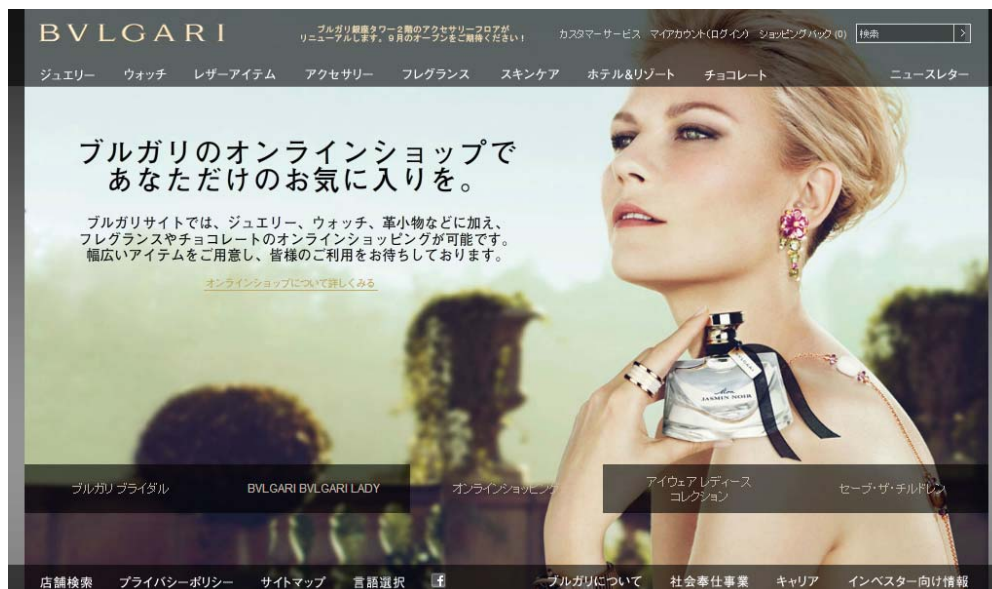 BVLGARI
ブルガリ銀座タワー2階のアクセサリーフロアが
リニューアルします。9月のオープンをご期待ください！
カスタマーサービス マイアカウント(ログイン) ショッピングバック (0) 検索 >
ジュエリー ウォッチ レザーアイテム アクセサリー フレグランス スキンケア ホテル&リゾート チョコレート ニュースレター
ブルガリのオンラインショップで
あなただけのお気に入りを。
ブルガリサイトでは、ジュエリー、ウォッチ、革小物などに加え、
フレグランスやチョコレートのオンラインショッピングが可能です。
幅広いアイテムをご用意し、皆様のご利用をお待ちしております。
オンラインショップについて詳しくみる
Mon
JASMIN NOIR
BVLGARI
ブルガリ ブライダル BVLGARI BVLGARI LADY オンラインショッピング アイウェア レディース
コレクション セーブ・ザ・チルドレン
店舗検索 プライバシーポリシー サイトマップ 言語選択 f ブルガリについて 社会奉仕事業 キャリア インベスター向け情報